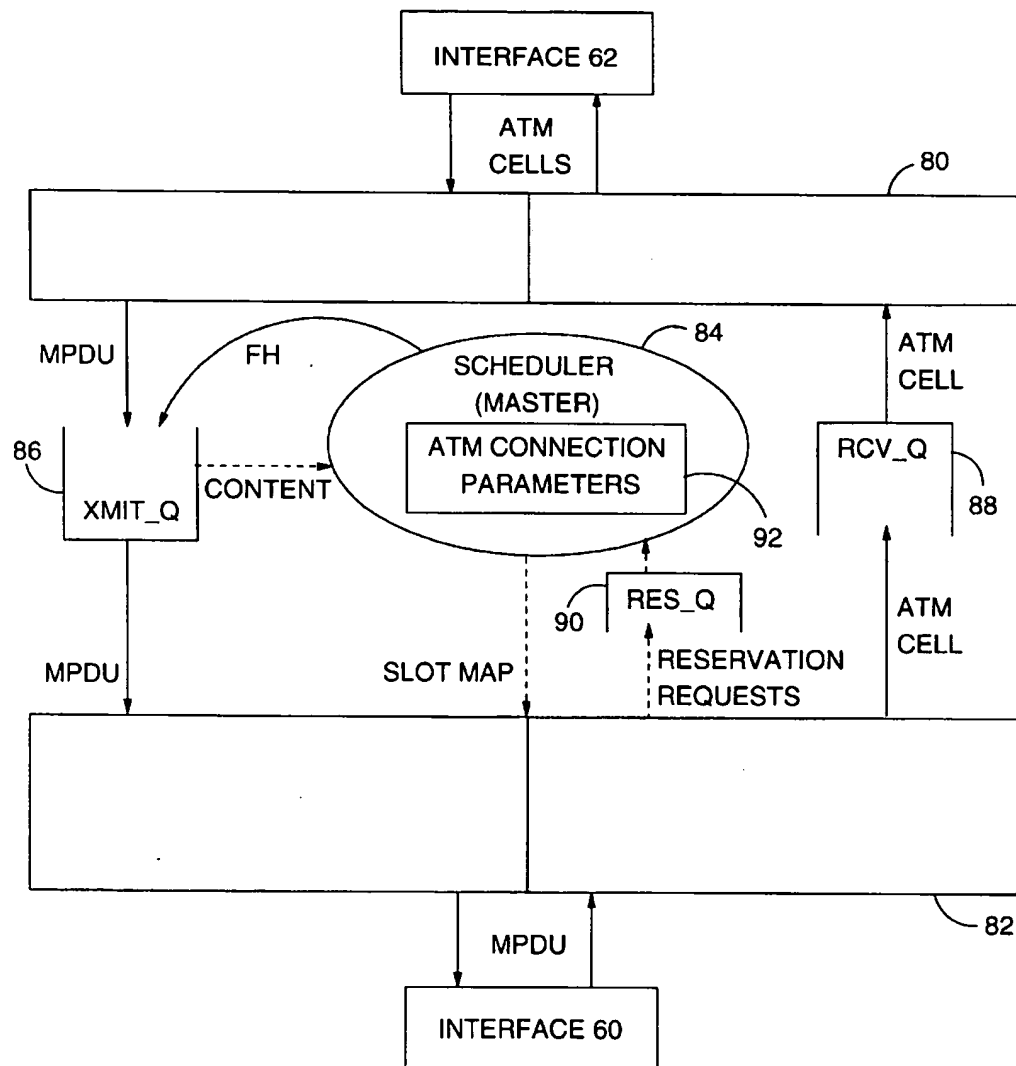 INTERFACE 62
ATM
CELLS
80
MPDU
FH
84
SCHEDULER
(MASTER)
ATM CONNECTION
PARAMETERS
92
ATM
CELL
86
XMIT_Q
CONTENT
RCV_Q
88
90
RES_Q
MPDU
SLOT MAP
RESERVATION
REQUESTS
ATM
CELL
82
MPDU
INTERFACE 60